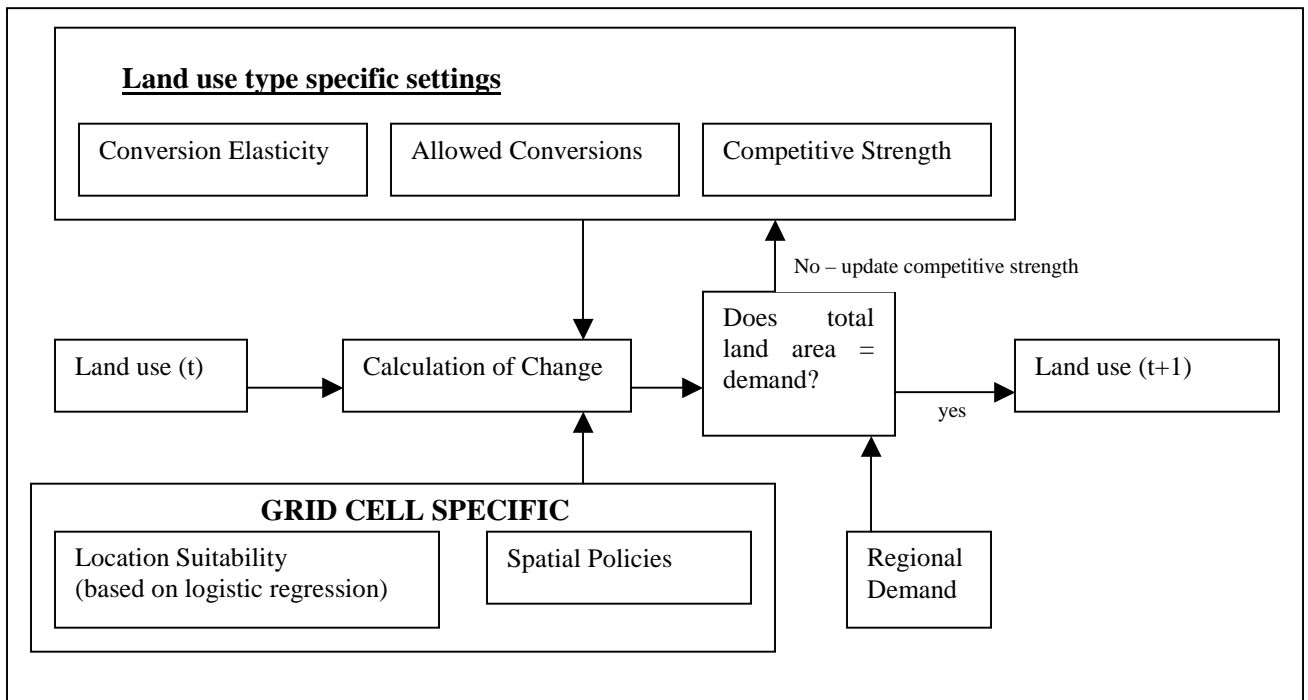 Land use type specific settings
Conversion Elasticity
Allowed Conversions
Competitive Strength
No – update competitive strength
Does total
land area =
demand?
Land use (t)
Calculation of Change
Land use (t+1)
yes
GRID CELL SPECIFIC
Location Suitability
(based on logistic regression)
Spatial Policies
Regional
Demand